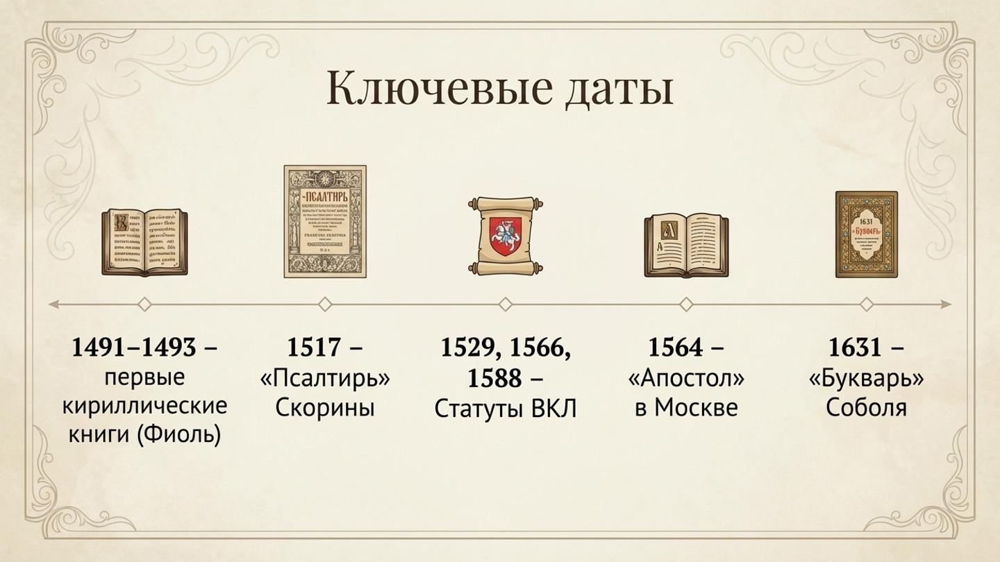 Ключевые даты
ПСАЛТИРЬ
1631
1491–1493 –
первые
кириллические
книги (Фиоль)
1517 –
«Псалтирь»
Скорины
1529, 1566,
1588 –
Статуты ВКЛ
1564 –
«Апостол»
в Москве
1631 –
«Букварь»
Соболя